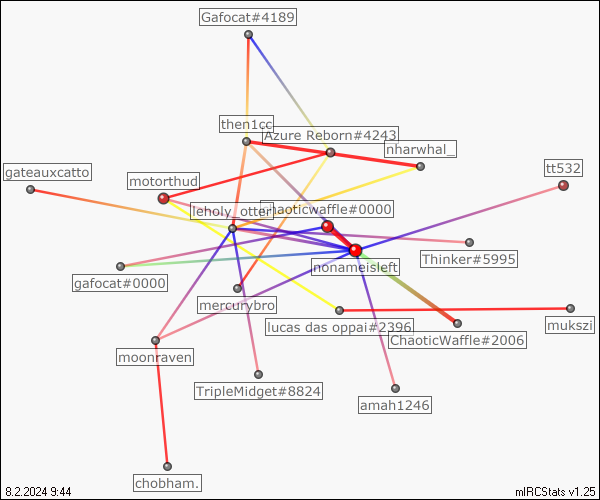 Gafocat#4189
then1cc
Azure Reborn#4243
nharwhal_
gateauxcatto
motorthud
tt532
leholy_otter
chaoticwaffle#0000
Thinker#5995
nonameisleft
gafocat#0000
mercurybro
lucas das oppai#2396
mukszi
ChaoticWaffle#2006
moonraven
TripleMidget#8824
amah1246
chobham.
8.2.2024 9:44
mIRCStats v1.25